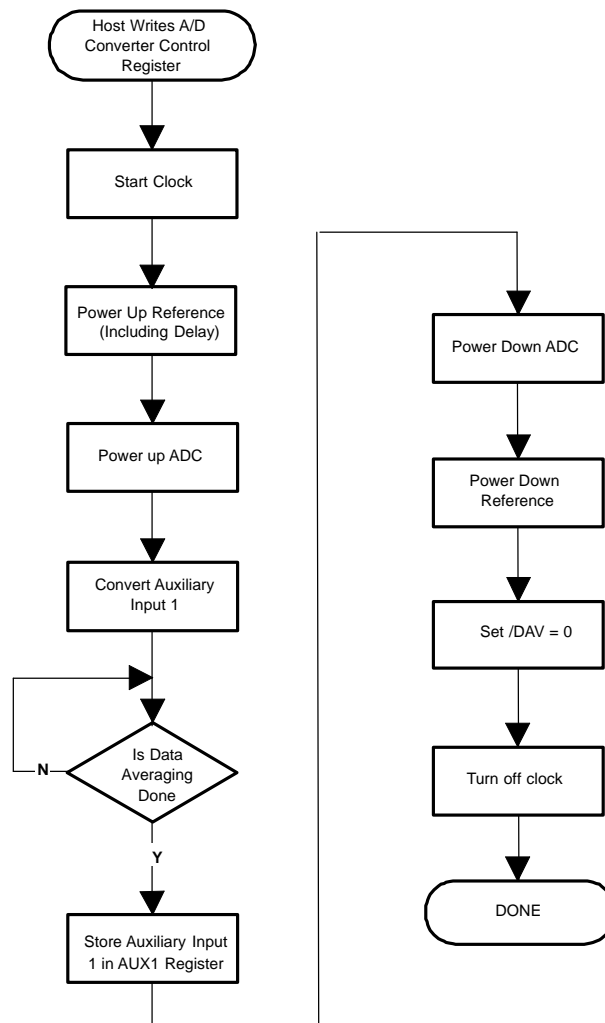 Host Writes A/D
Converter Control
Register
Start Clock
Power Up Reference
(Including Delay)
Power up ADC
Convert Auxiliary
Input 1
Is Data
Averaging
Done
N
Y
Store Auxiliary Input
1 in AUX1 Register
Power Down ADC
Power Down
Reference
Set /DAV = 0
Turn off clock
DONE